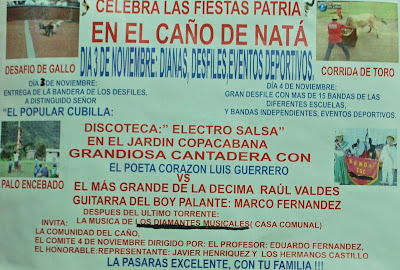 CELEBRA LAS FIESTAS PATRIA
EN EL CAÑO DE NATÁ
DIA 3 DE NOVIEMBRE: DIANAS, DESFILES, EVENTOS DEPORTIVOS.
DESAFIO DE GALLO
CORRIDA DE TORO
DÍA 3 DE NOVIEMBRE:
ENTREGA DE LA BANDERA DE LOS DESFILES,
A DISTINGUIDO SEÑOR
"EL POPULAR CUBILLA:
DÍA 4 DE NOVIEMBRE:
GRAN DESFILE CON MAS DE 15 BANDAS DE LAS
DIFERENTES ESCUELAS,
Y BANDAS INDEPENDIENTES, EVENTOS DEPORTIVOS.
DISCOTECA:" ELECTRO SALSA"
EN EL JARDIN COPACABANA
GRANDIOSA CANTADERA CON
EL POETA CORAZON LUIS GUERRERO
VS
PALO ENCEBADO
EL MÁS GRANDE DE LA DECIMA RAÚL VALDES
GUITARRA DEL BOY PALANTE: MARCO FERNANDEZ
DESPUES DEL ULTIMO TORRENTE:
LA MUSICA DE LOS DIAMANTES MUSICALES( CASA COMUNAL)
INVITA:
LA COMUNIDAD DEL CAÑO,
EL COMITE 4 DE NOVIEMBRE DIRIGIDO POR: EL PROFESOR: EDUARDO FERNANDEZ,
EL HONORABLE:REPRESENTANTE: JAVIER HENRIQUEZ Y LOS HERMANOS CASTILLO
LA PASARAS EXCELENTE, CON TU FAMILIA !!!